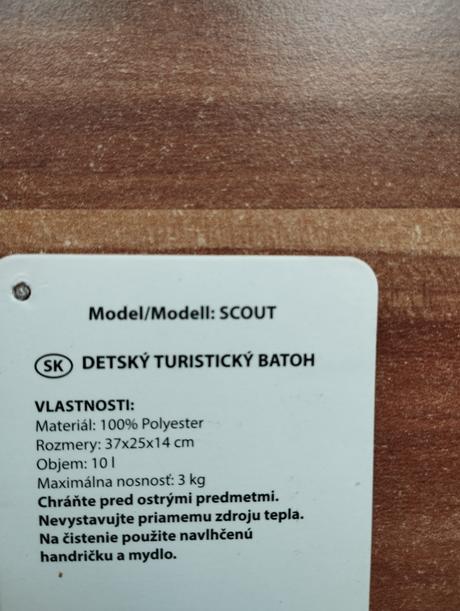 Model/Modell: SCOUT
SK DETSKÝ TURISTICKÝ BATOH
VLASTNOSTI:
Materiál: 100% Polyester
Rozmery: 37x25x14 cm
Objem: 10 l
Maximálna nosnosť: 3 kg
Chráňte pred ostrými predmetmi.
Nevystavujte priamemu zdroju tepla.
Na čistenie použite navlhčenú
handričku a mydlo.